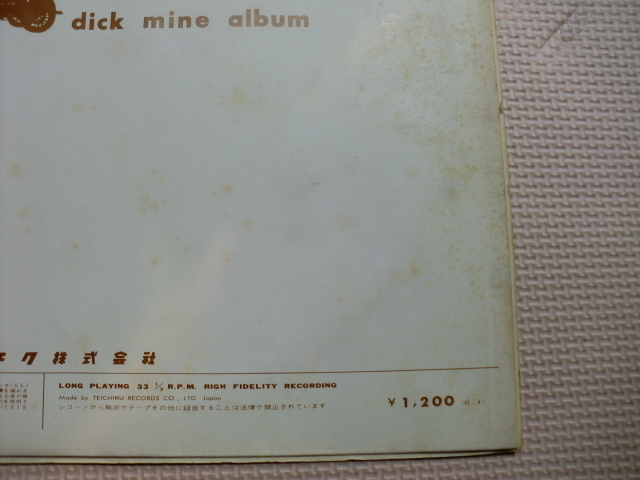 dick mine album
チク株式会社
LONG PLAYING 33 1/3 R.P.M. HIGH FIDELITY RECORDING
Made by TEICHIKU RECORDS CO., LTD. Japan
レコードから無断でテープその他に録音することは法律で禁止されています
¥1,200 (41.4)